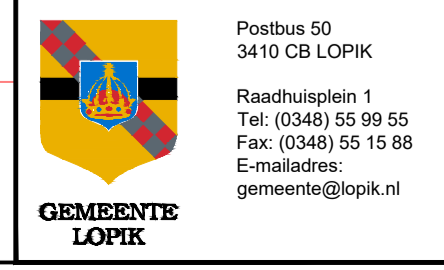 GEMEENTE
LOPIK
Postbus 50
3410 CB LOPIK
Raadhuisplein 1
Tel: (0348) 55 99 55
Fax: (0348) 55 15 88
E-mailadres:
gemeente@lopik.nl